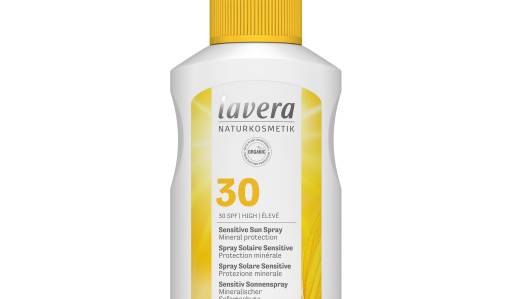 lavera
NATURKOSMETIK
ORGANIC
30
30 SPF | HIGH | ÉLEVÉ
Sensitive Sun Spray
Mineral protection
Spray Solaire Sensitive
Protection minérale
Spray Solare Sensitive
Protezione minerale
Sensitiv Sonnenspray
Mineralischer